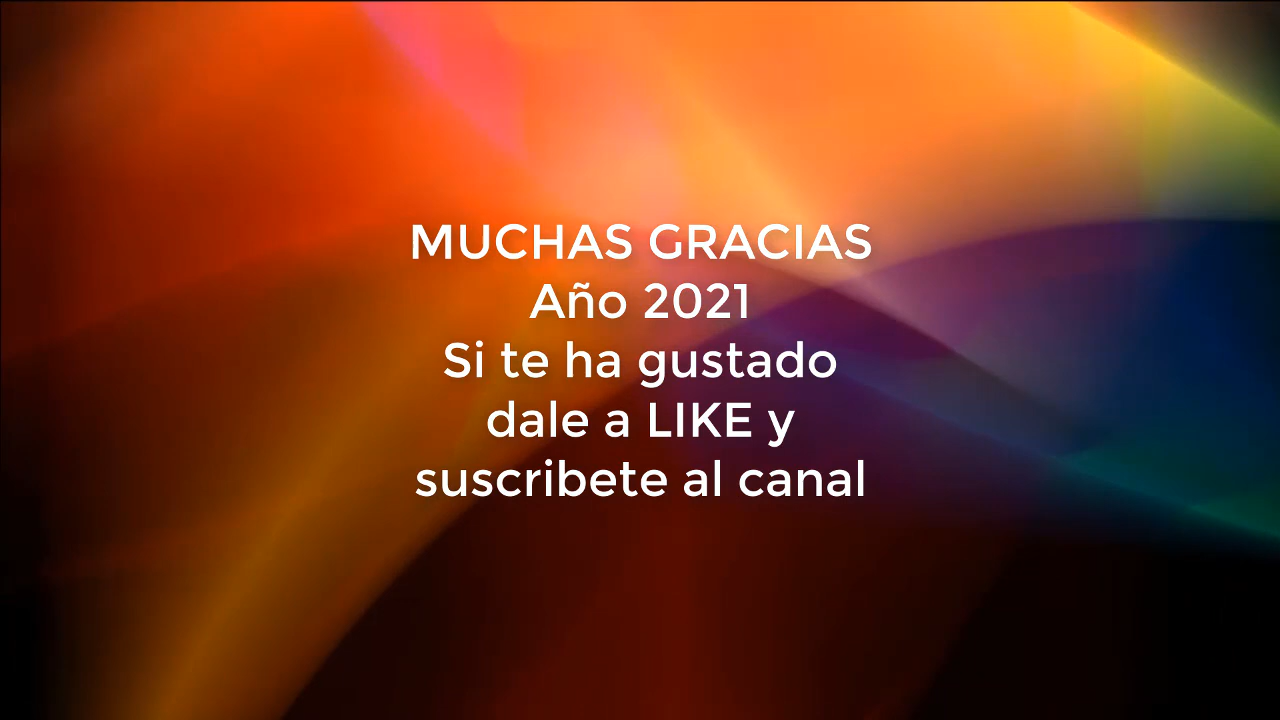 MUCHAS GRACIAS
Año 2021
Si te ha gustado
dale a LIKE y
suscribete al canal